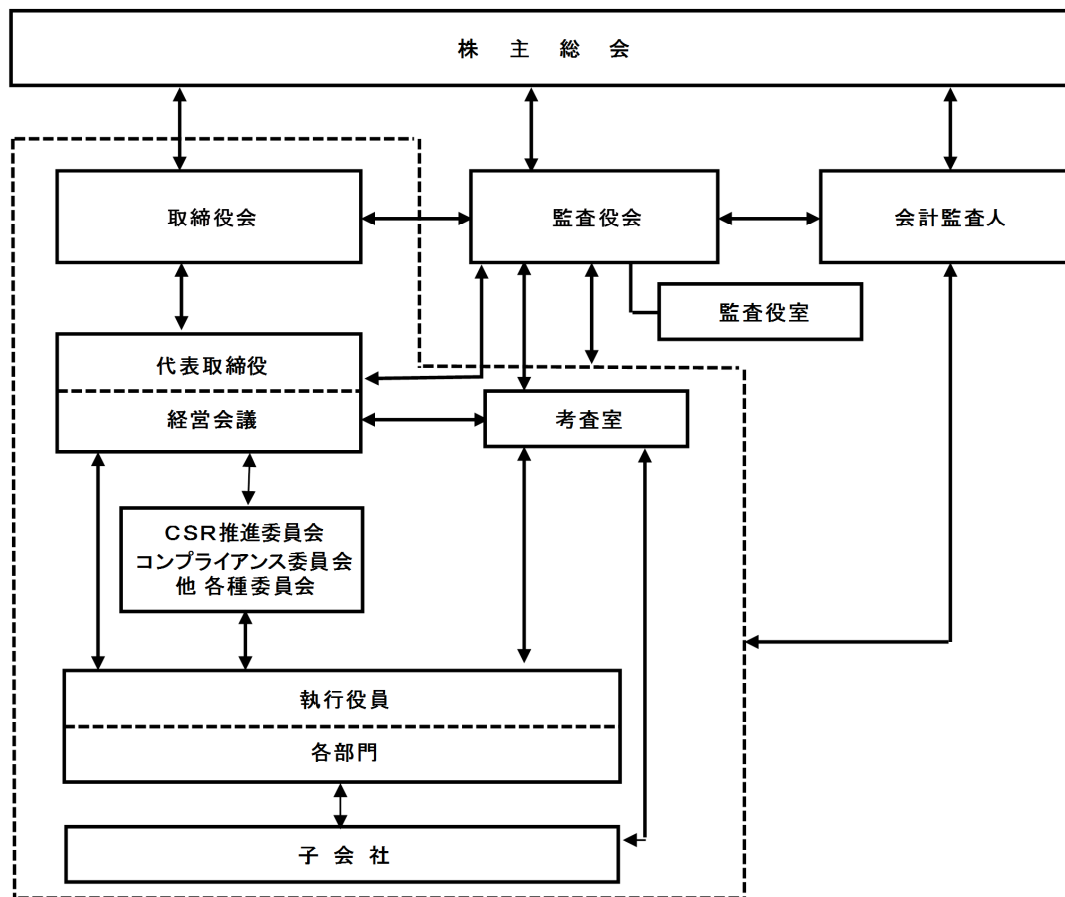 株主総会
取締役会
監査役会
会計監査人
監査役室
代表取締役
経営会議
考査室
CSR推進委員会
コンプライアンス委員会
他 各種委員会
執行役員
各部門
子会社